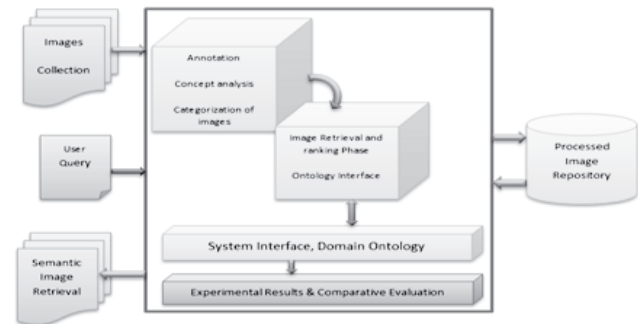 Images
Collection
Annotation
Concept analysis
Categorization of
images
Image Retrieval and
ranking Phase
Ontology Interface
User
Query
Processed
Image
Repository
System Interface, Domain Ontology
Semantic
Image
Retrieval
Experimental Results & Comparative Evaluation